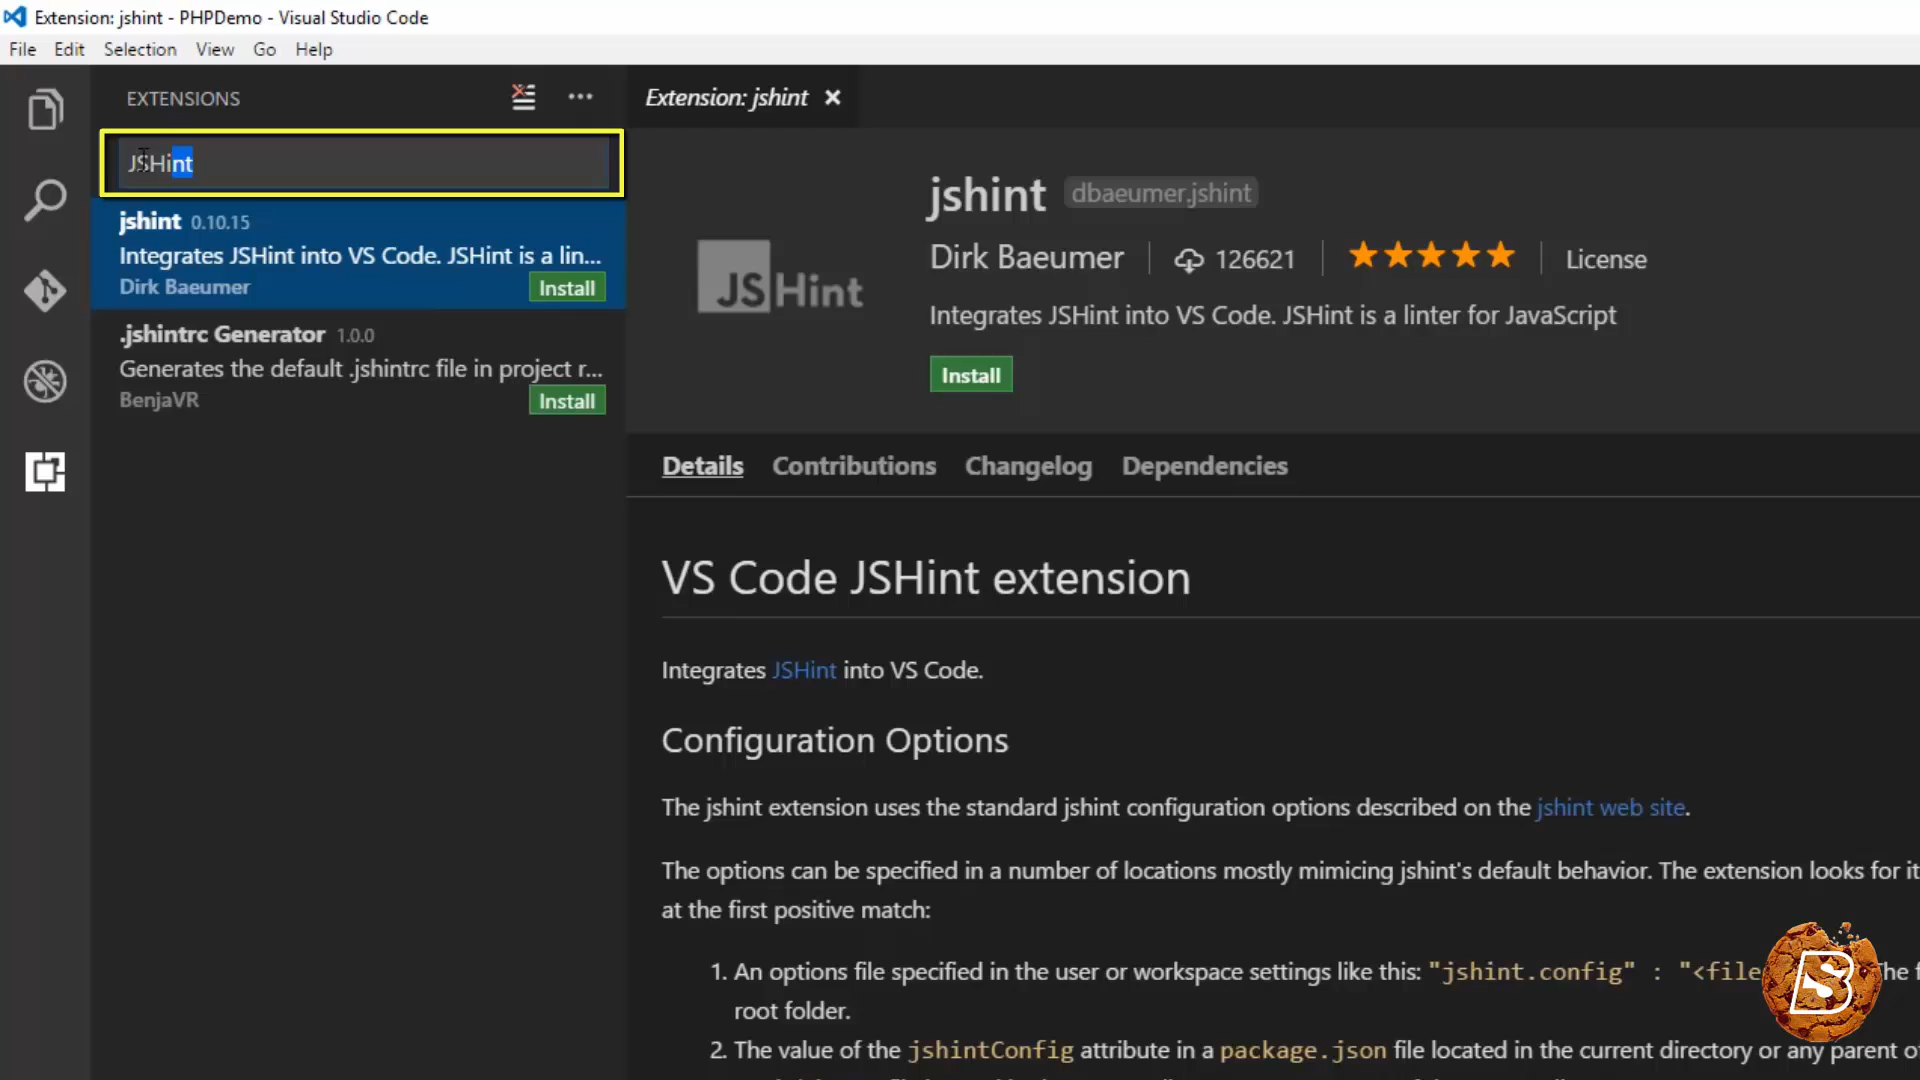 Extension: jshint - PHPDemo - Visual Studio Code
File Edit Selection View Go Help
EXTENSIONS
Extension: jshint
JSHint
jshint 0.10.15
Integrates JSHint into VS Code. JSHint is a lin...
Dirk Baeumer Install
.jshintrc Generator 1.0.0
Generates the default .jshintrc file in project r...
BenjaVR Install
JSHint
jshint dbaeumer.jshint
Dirk Baeumer 126621 License
Integrates JSHint into VS Code. JSHint is a linter for JavaScript
Install
Details Contributions Changelog Dependencies
VS Code JSHint extension
Integrates JSHint into VS Code.
Configuration Options
The jshint extension uses the standard jshint configuration options described on the jshint web site.
The options can be specified in a number of locations mostly mimicing jshint's default behavior. The extension looks for it
at the first positive match:
1. An options file specified in the user or workspace settings like this: "jshint.config" : "<file
root folder.
2. The value of the jshintConfig attribute in a package.json file located in the current directory or any parent